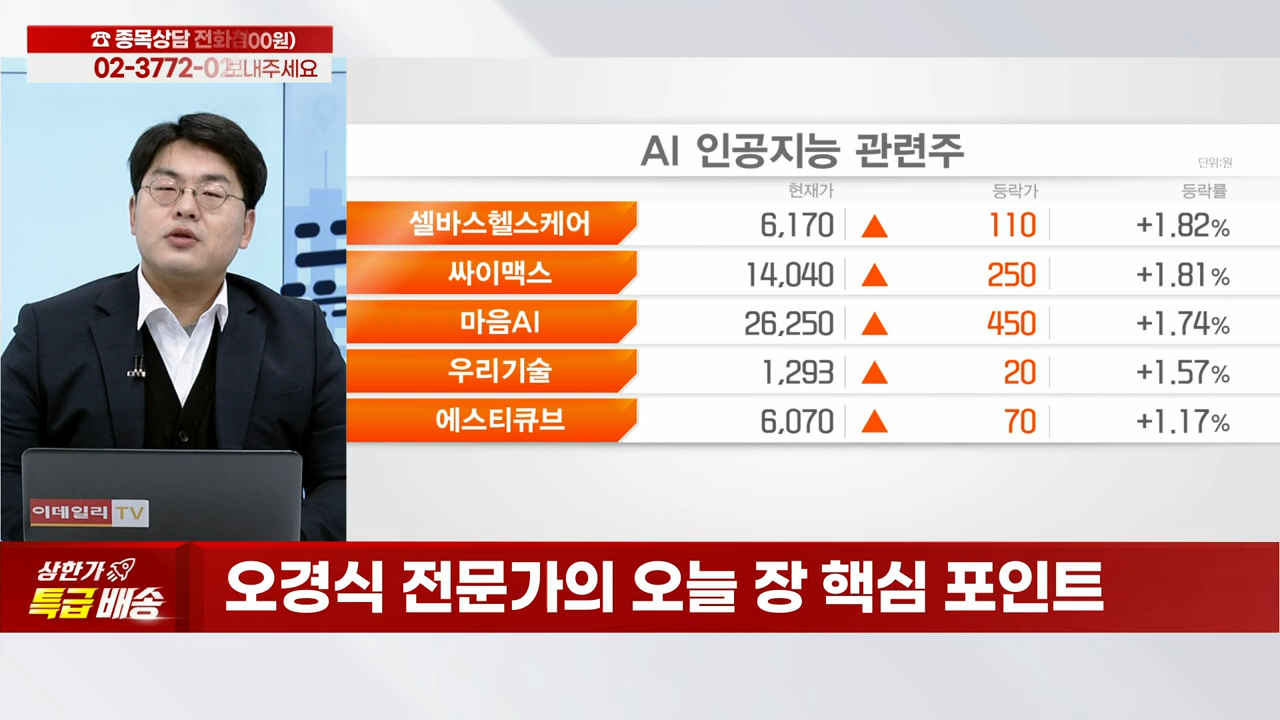 ☎ 종목상담 전화 00원)
02-3772-0 보내주세요
AI 인공지능 관련주
단위:원
현재가 등락가 등락률
셀바스헬스케어 6,170 ▲ 110 +1.82%
싸이맥스 14,040 ▲ 250 +1.81%
마음AI 26,250 ▲ 450 +1.74%
우리기술 1,293 ▲ 20 +1.57%
에스티큐브 6,070 ▲ 70 +1.17%
이데일리 TV
상한가
특급 배송
오경식 전문가의 오늘 장 핵심 포인트